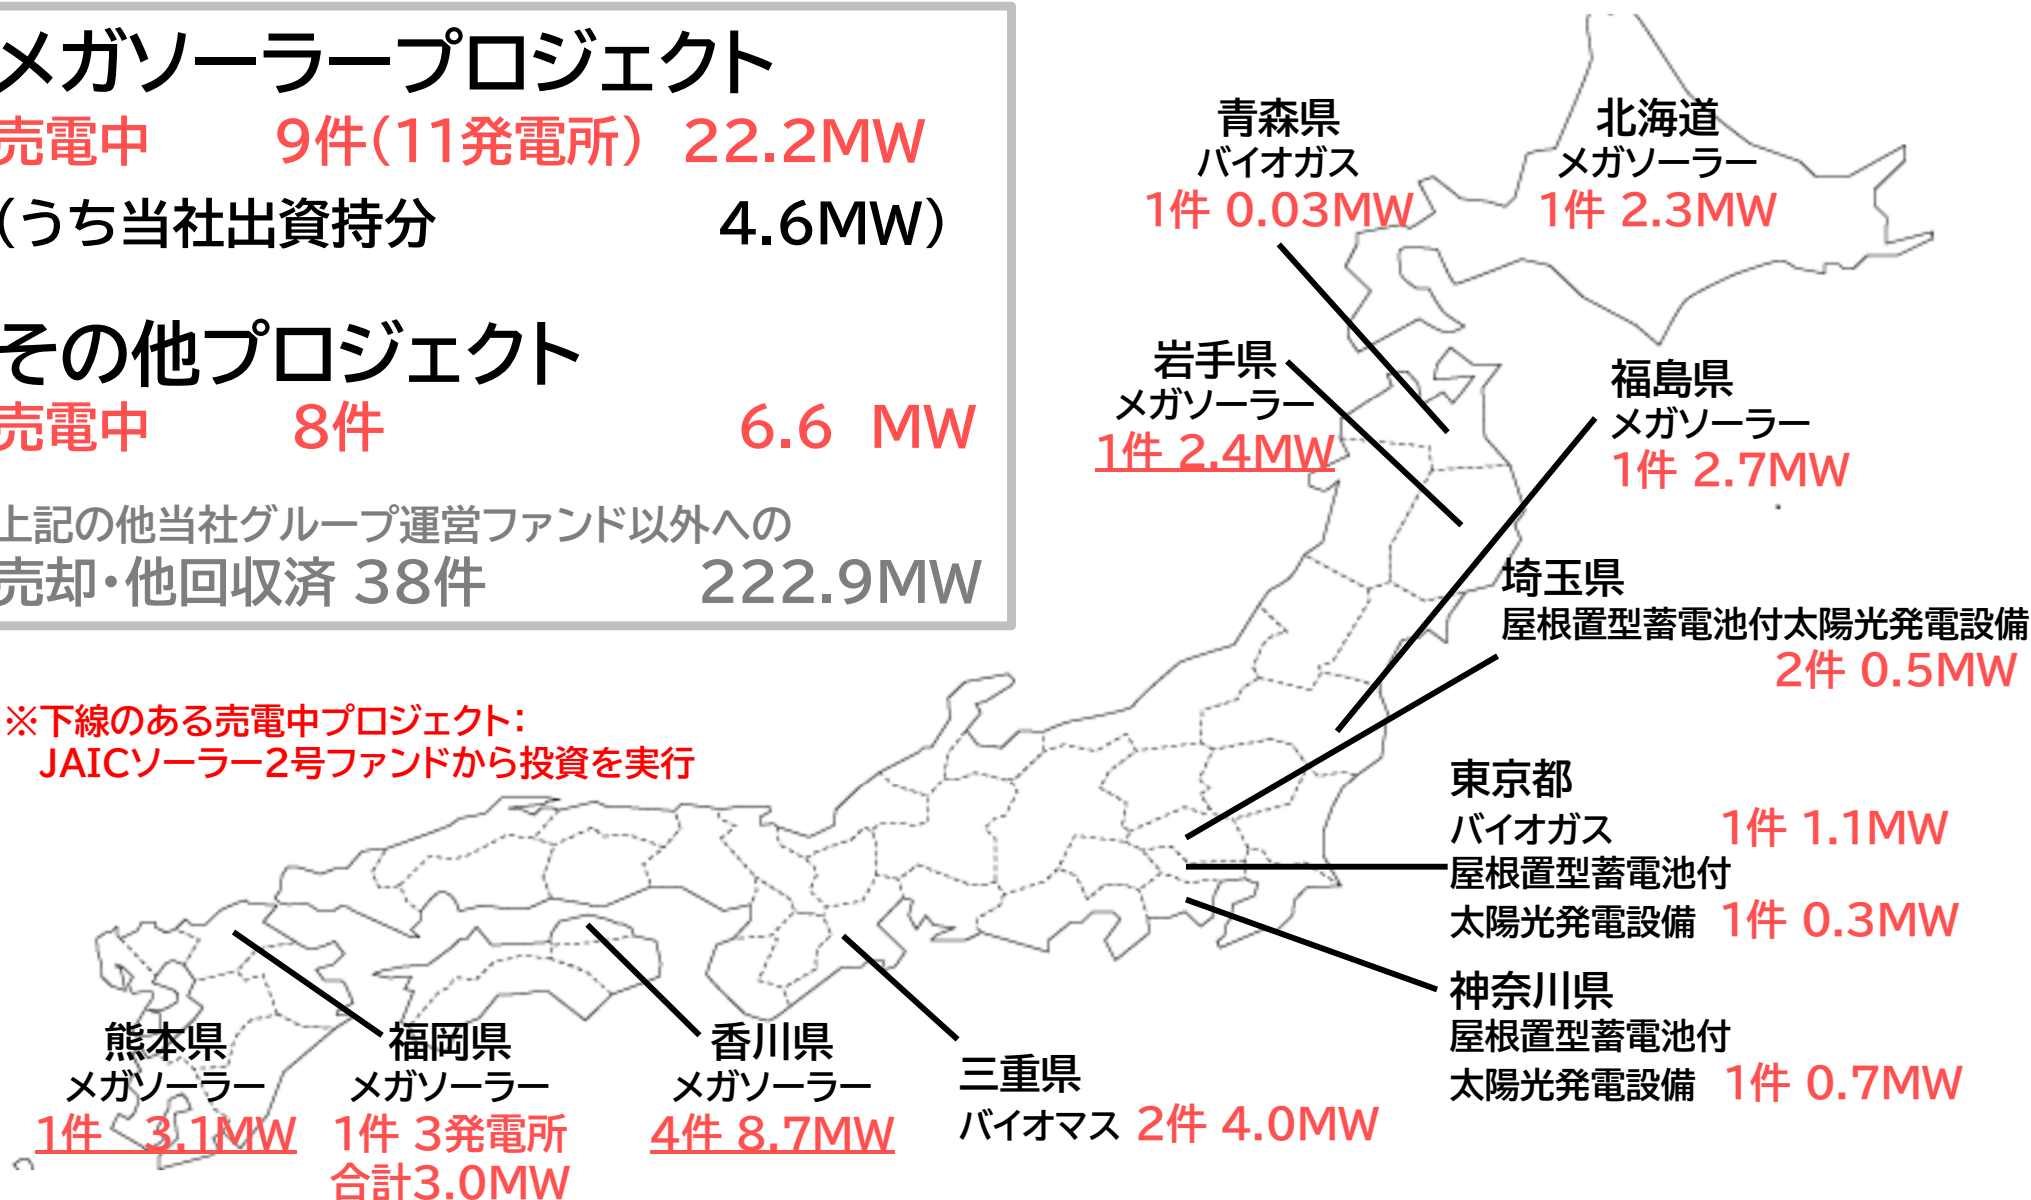 メガソーラープロジェクト
売電中 9件(11発電所) 22.2MW
(うち当社出資持分 4.6MW)
その他プロジェクト
売電中 8件 6.6 MW
上記の他当社グループ運営ファンド以外への
売却・他回収済 38件 222.9MW
※下線のある売電中プロジェクト:
JAICソーラー2号ファンドから投資を実行
青森県
バイオガス
1件 0.03MW
北海道
メガソーラー
1件 2.3MW
岩手県
メガソーラー
1件 2.4MW
福島県
メガソーラー
1件 2.7MW
埼玉県
屋根置型蓄電池付太陽光発電設備
2件 0.5MW
東京都
バイオガス 1件 1.1MW
屋根置型蓄電池付
太陽光発電設備 1件 0.3MW
神奈川県
屋根置型蓄電池付
太陽光発電設備 1件 0.7MW
三重県
バイオマス 2件 4.0MW
香川県
メガソーラー
4件 8.7MW
福岡県
メガソーラー
1件 3発電所
合計3.0MW
熊本県
メガソーラー
1件 3.1MW